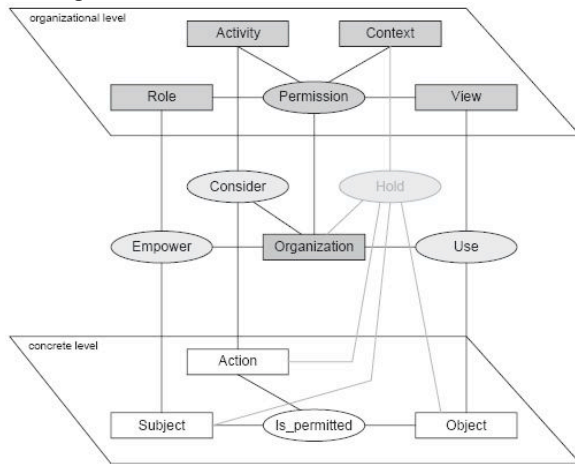 organizational level
Activity
Context
Role
Permission
View
Consider
Hold
Empower
Organization
Use
concrete level
Action
Subject
Is_permitted
Object